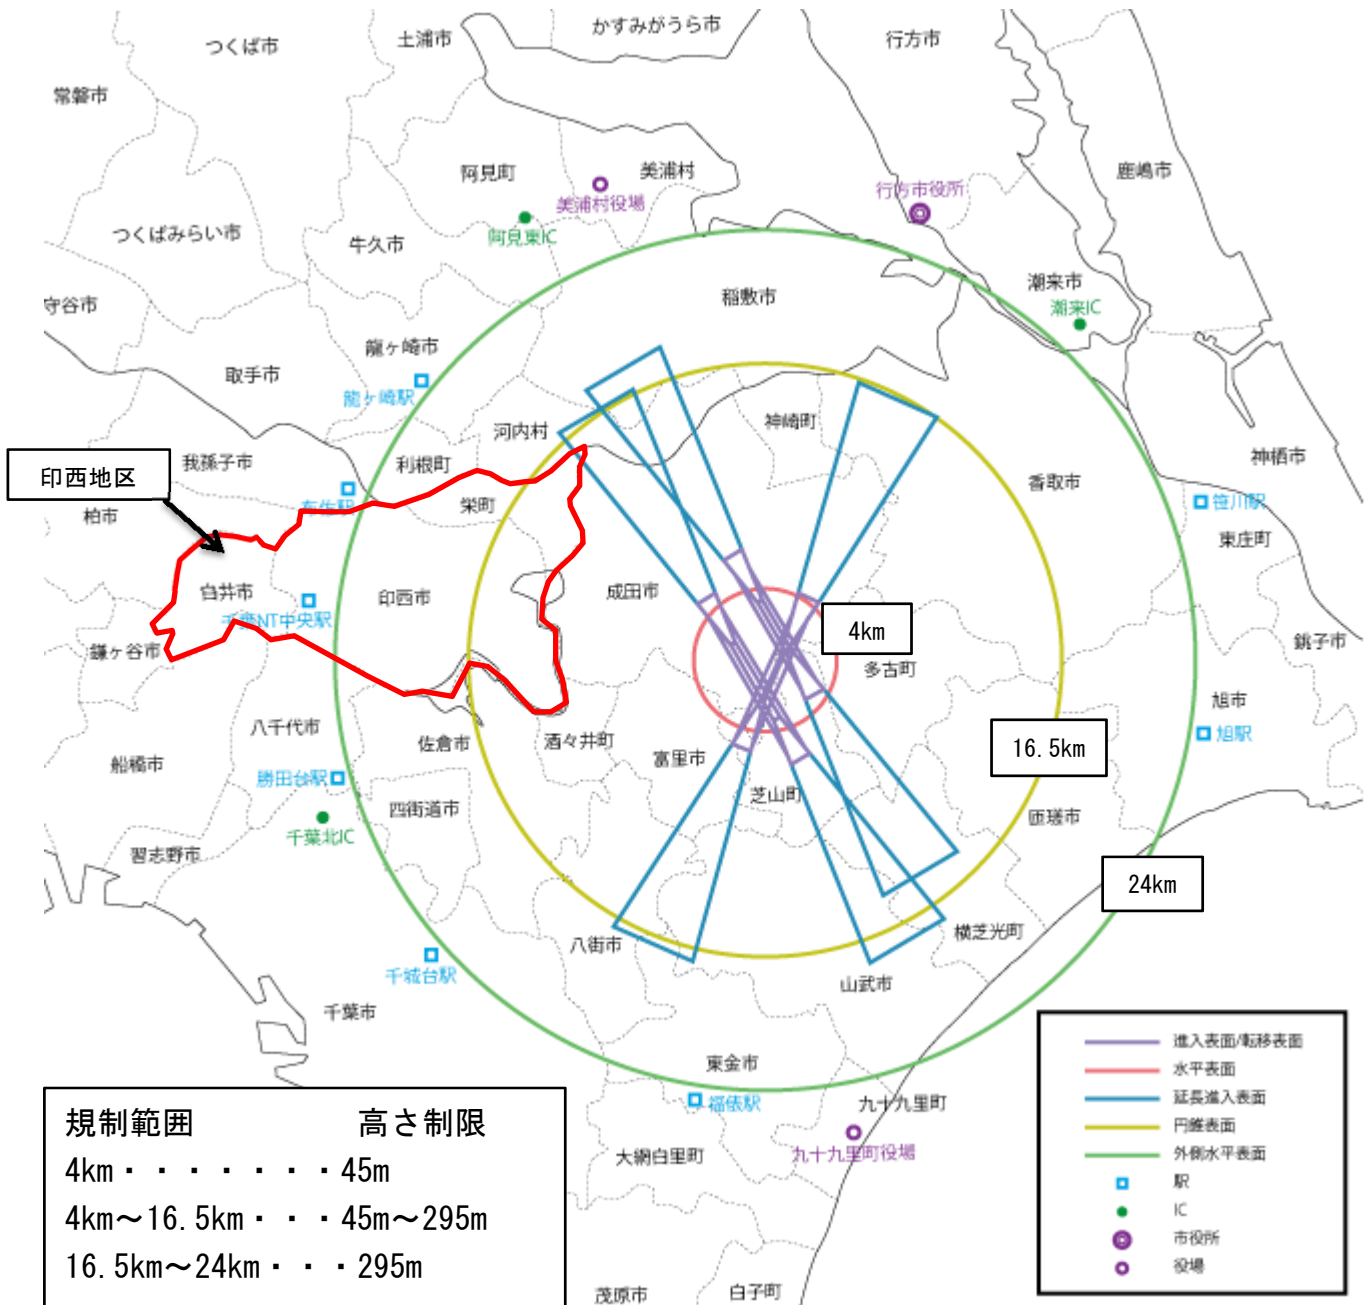 つくば市
土浦市
かすみがうら市
行方市
常磐市
阿見町
美浦村
美浦村役場
行方市役所
鹿嶋市
つくばみらい市
牛久市
阿見東IC
守谷市
稲敷市
潮来市
潮来IC
龍ヶ崎市
取手市
龍ヶ崎駅
神崎町
河内村
我孫子市
利根町
印西地区
神栖市
香取市
柏市
布佐駅
栄町
笹川駅
東庄町
白井市
印西市
成田市
千葉NT中央駅
4km
鎌ヶ谷市
銚子市
多古町
旭市
八千代市
佐倉市
酒々井町
旭駅
16.5km
船橋市
富里市
勝田台駅
芝山町
四街道市
匝瑳市
千葉北IC
習志野市
24km
横芝光町
八街市
千城台駅
山武市
千葉市
東金市
福俵駅
九十九里町
大網白里町
九十九里町役場
茂原市
白子町
規制範囲 高さ制限
4km・・・・・・・45m
4km～16.5km・・・45m～295m
16.5km～24km・・・295m
進入表面/転移表面
水平表面
延長進入表面
円錐表面
外側水平表面
駅
IC
市役所
役場